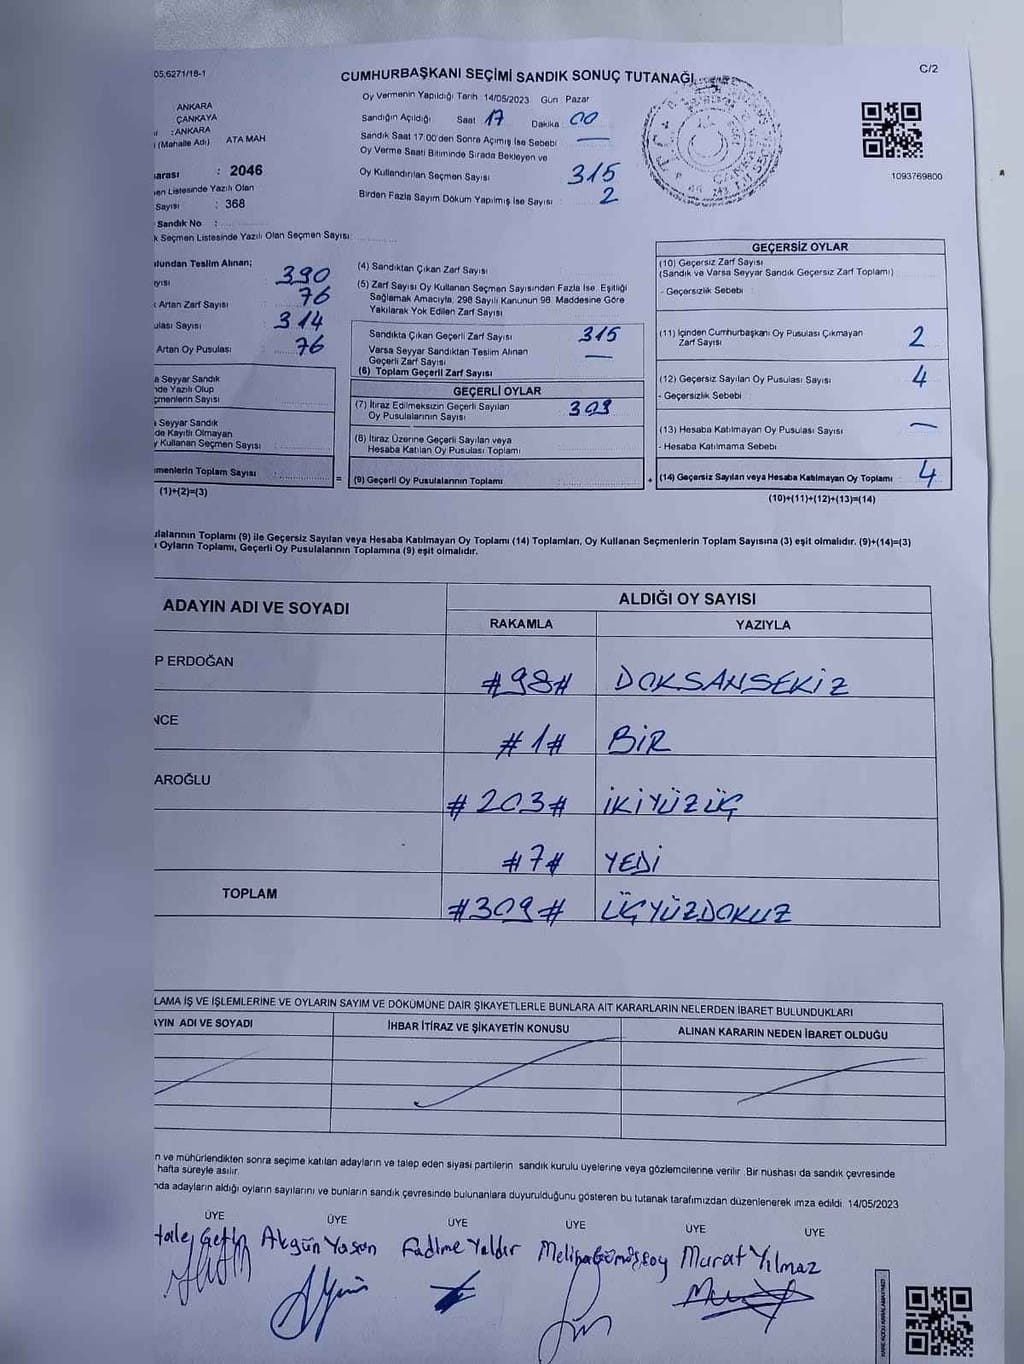 05;6271/18-1
C/2
CUMHURBAŞKANI SEÇİMİ SANDIK SONUÇ TUTANAĞI
Oy Vermenin Yapıldığı Tarih 14/05/2023 Gün: Pazar
ANKARA
ÇANKAYA
: ANKARA
(Mahalle Adı) ATA MAH
Sandığın Açıldığı Saat 17 Dakika 00
Sandık Saat 17:00'den Sonra Açımış İse Sebebi —
Oy Verme Saati Bitiminde Sırada Bekleyen ve
Oy Kullandırılan Seçmen Sayısı 315
Birden Fazla Sayım Döküm Yapılmış İse Sayısı 2
1093769800
arası : 2046
en Listesinde Yazılı Olan
Sayısı : 368
Sandık No :
k Seçmen Listesinde Yazılı Olan Seçmen Sayısı:
ulundan Teslim Alınan;
yısı 390
Artan Zarf Sayısı 76
ulası Sayısı 314
Artan Oy Pusulası 76
a Seyyar Sandık
nde Yazılı Olup
çmenlerin Sayısı
Seyyar Sandık
de Kayıtlı Olmayan
y Kullanan Seçmen Sayısı
menlerin Toplam Sayısı
(1)+(2)=(3)
(4) Sandıktan Çıkan Zarf Sayısı
(5) Zarf Sayısı Oy Kullanan Seçmen Sayısından Fazla İse, Eşitliği
Sağlamak Amacıyla, 298 Sayılı Kanunun 98. Maddesine Göre
Yakılarak Yok Edilen Zarf Sayısı
Sandıkta Çıkan Geçerli Zarf Sayısı 315
Varsa Seyyar Sandıktan Teslim Alınan
Geçerli Zarf Sayısı —
(6) Toplam Geçerli Zarf Sayısı
GEÇERLİ OYLAR
(7) İtiraz Edilmeksizin Geçerli Sayılan
Oy Pusulalarının Sayısı
(8) İtiraz Üzerine Geçerli Sayılan veya
Hesaba Katılan Oy Pusulası Toplamı
= (9) Geçerli Oy Pusulalarının Toplamı +
GEÇERSİZ OYLAR
(10) Geçersiz Zarf Sayısı
(Sandık ve Varsa Seyyar Sandık Geçersiz Zarf Toplamı)
- Geçersizlik Sebebi
(11) İçinden Cumhurbaşkanı Oy Pusulası Çıkmayan
Zarf Sayısı 2
(12) Geçersiz Sayılan Oy Pusulası Sayısı 4
- Geçersizlik Sebebi
(13) Hesaba Katılmayan Oy Pusulası Sayısı —
- Hesaba Katılmama Sebebi
(14) Geçersiz Sayılan veya Hesaba Katılmayan Oy Toplamı 4
(10)+(11)+(12)+(13)=(14)
ulalarının Toplamı (9) ile Geçersiz Sayılan veya Hesaba Katılmayan Oy Toplamı (14) Toplamları, Oy Kullanan Seçmenlerin Toplam Sayısına (3) eşit olmalıdır. (9)+(14)=(3)
Oyların Toplamı, Geçerli Oy Pusulalarının Toplamına (9) eşit olmalıdır.
ADAYIN ADI VE SOYADI ALDIĞI OY SAYISI
RAKAMLA YAZIYLA
P ERDOĞAN #98# DOKSANSEKİZ
NCE #1# BİR
AROĞLU #203# İKİYÜZÜÇ
#7# YEDİ
TOPLAM #309# ÜÇYÜZDOKUZ
LAMA İŞ VE İŞLEMLERİNE VE OYLARIN SAYIM VE DÖKÜMÜNE DAİR ŞİKAYETLERLE BUNLARA AİT KARARLARIN NELERDEN İBARET BULUNDUKLARI
AYIN ADI VE SOYADI İHBAR İTİRAZ VE ŞİKAYETİN KONUSU ALINAN KARARIN NEDEN İBARET OLDUĞU
n ve mühürlendikten sonra seçime katılan adayların ve talep eden siyasi partilerin sandık kurulu üyelerine veya gözlemcilerine verilir. Bir nüshası da sandık çevresinde
hafta süreyle asılır.
nda adayların aldığı oyların sayılarını ve bunların sandık çevresinde bulunanlara duyurulduğunu gösteren bu tutanak tarafımızdan düzenlenerek imza edildi 14/05/2023
ÜYE ÜYE ÜYE ÜYE ÜYE ÜYE
Akgün Yasan Fadime Yaldır Murat Yılmaz